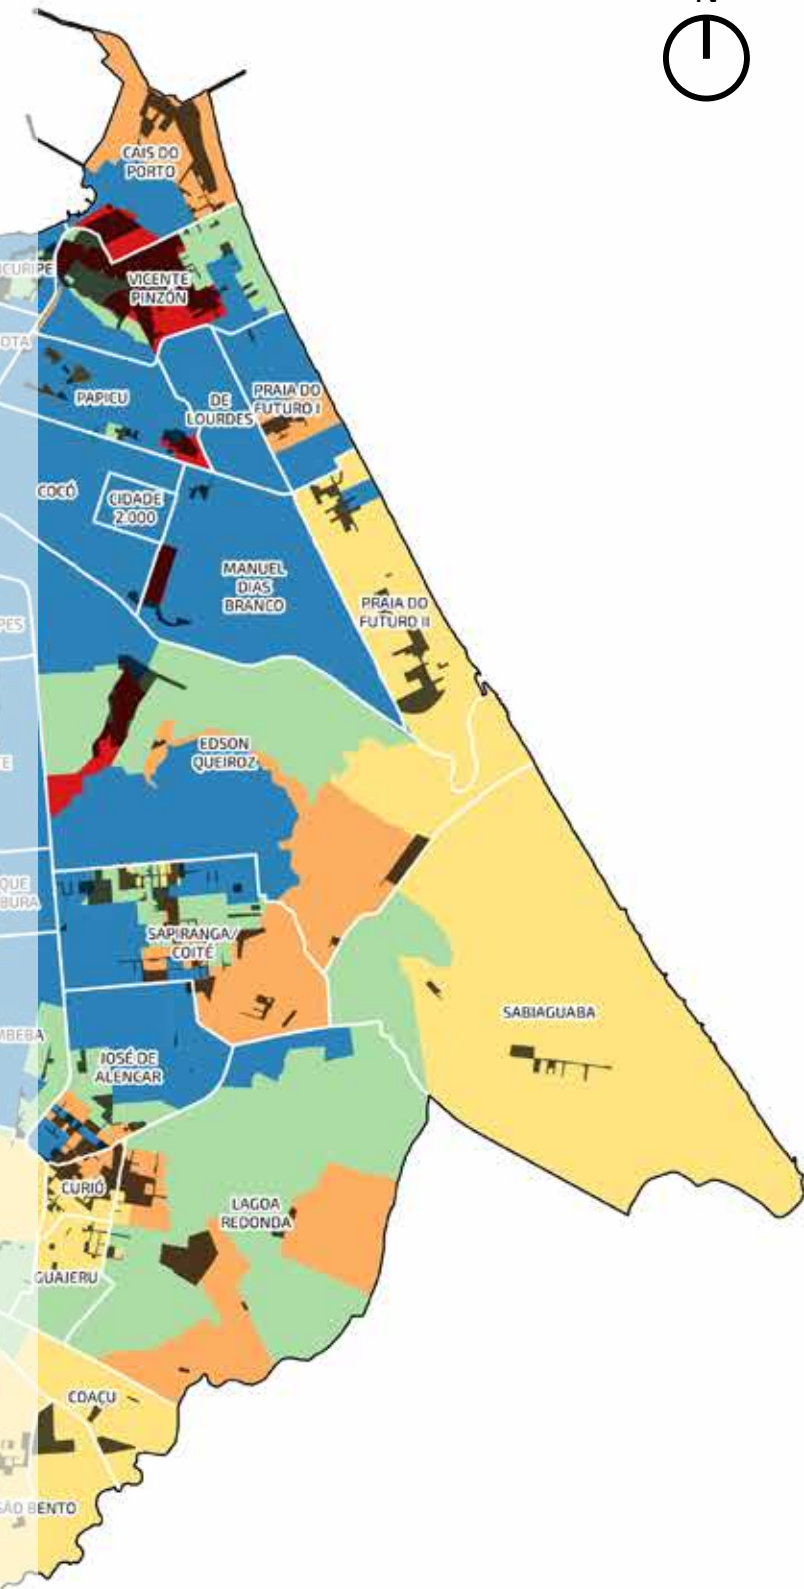 CAIS DO
PORTO
VICENTE
PINZÓN
PAPICU
DE
LOURDES
PRAIA DO
FUTURO I
COCÓ
CIDADE
2.000
MANUEL
DIAS
BRANCO
PRAIA DO
FUTURO II
EDSON
QUEIROZ
SAPIRANGA/
COITÉ
SABIAGUABA
JOSÉ DE
ALENCAR
CURIÓ
LAGOA
REDONDA
GUAJERU
COAÇU
SÃO BENTO